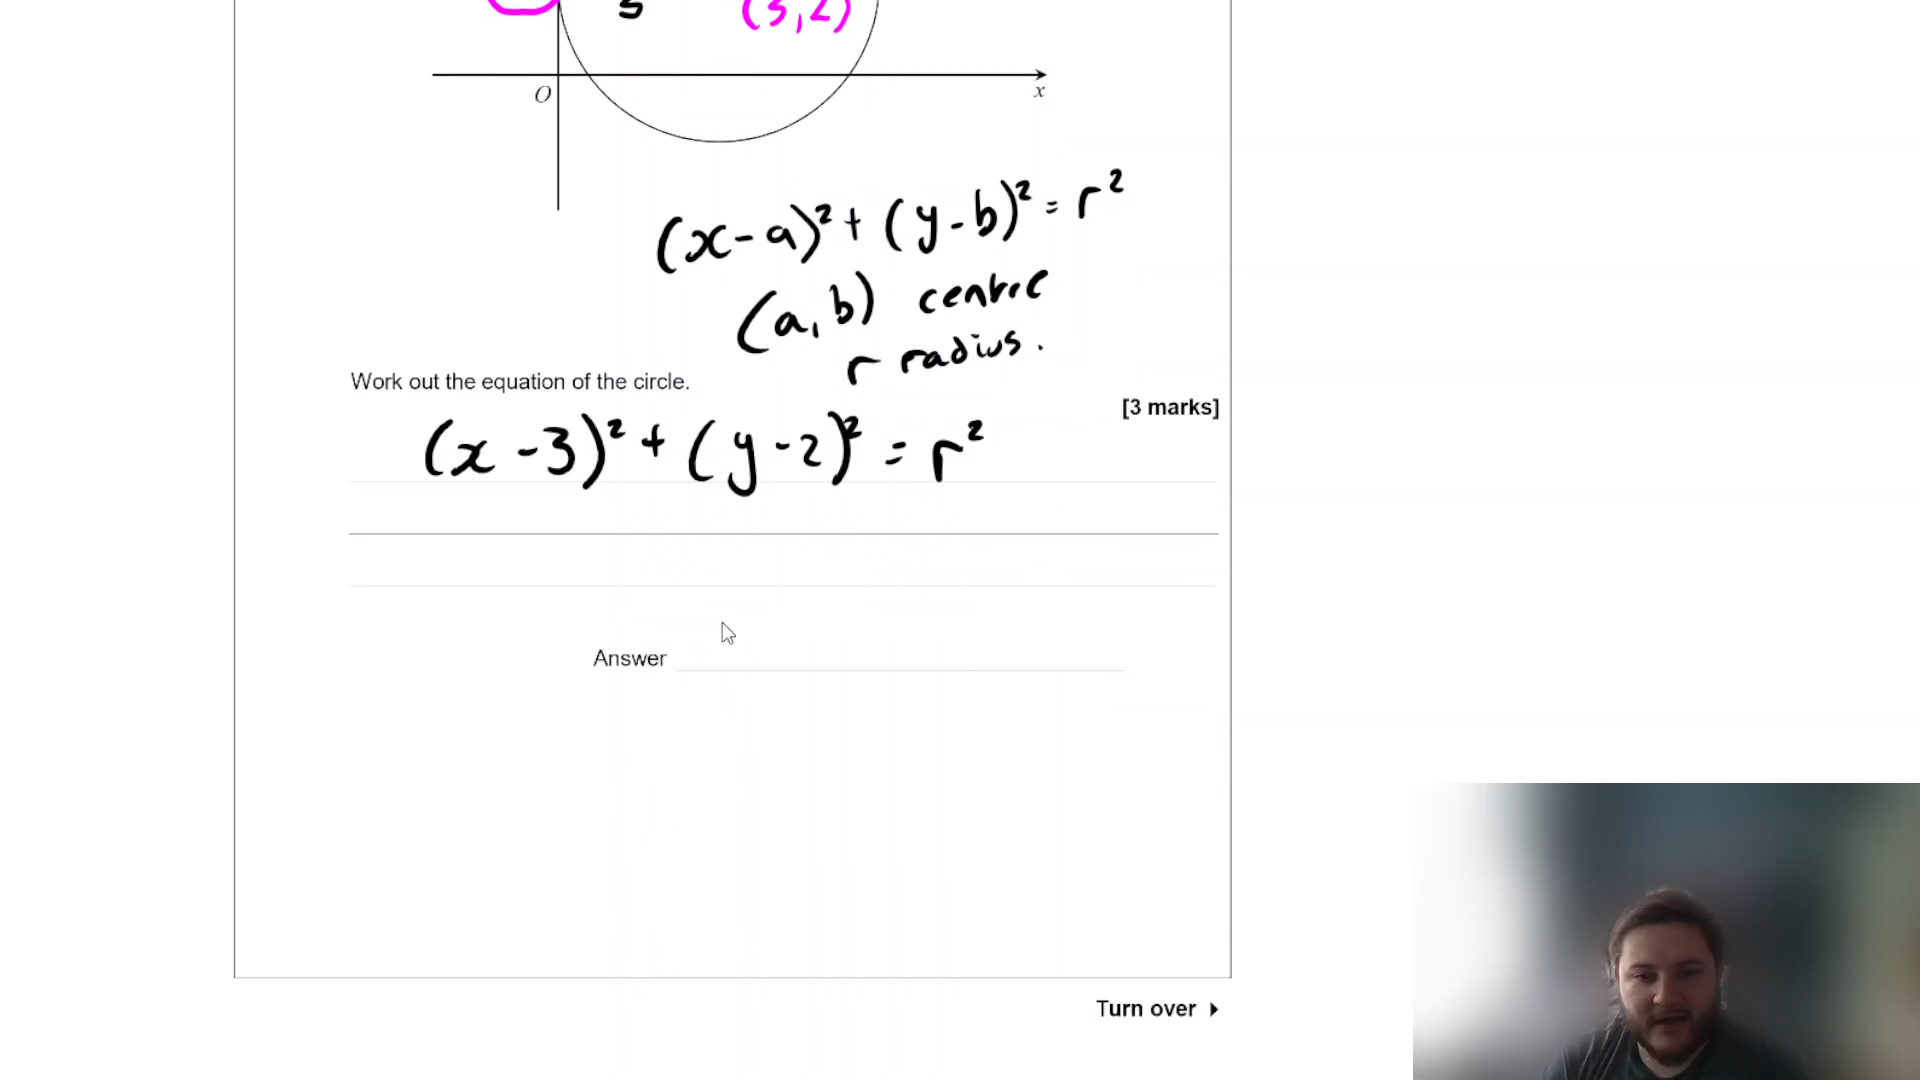 3 (3,2)
O x
(x-a)² + (y-b)² = r²
(a,b) centre
r radius.
Work out the equation of the circle.
[3 marks]
(x-3)² + (y-2)² = r²
Answer
Turn over